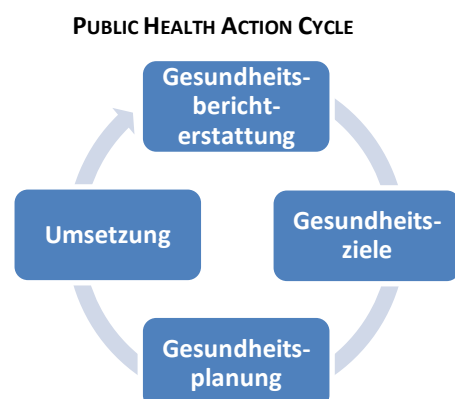 PUBLIC HEALTH ACTION CYCLE
Gesundheits-
bericht-
erstattung
Umsetzung
Gesundheits-
ziele
Gesundheits-
planung